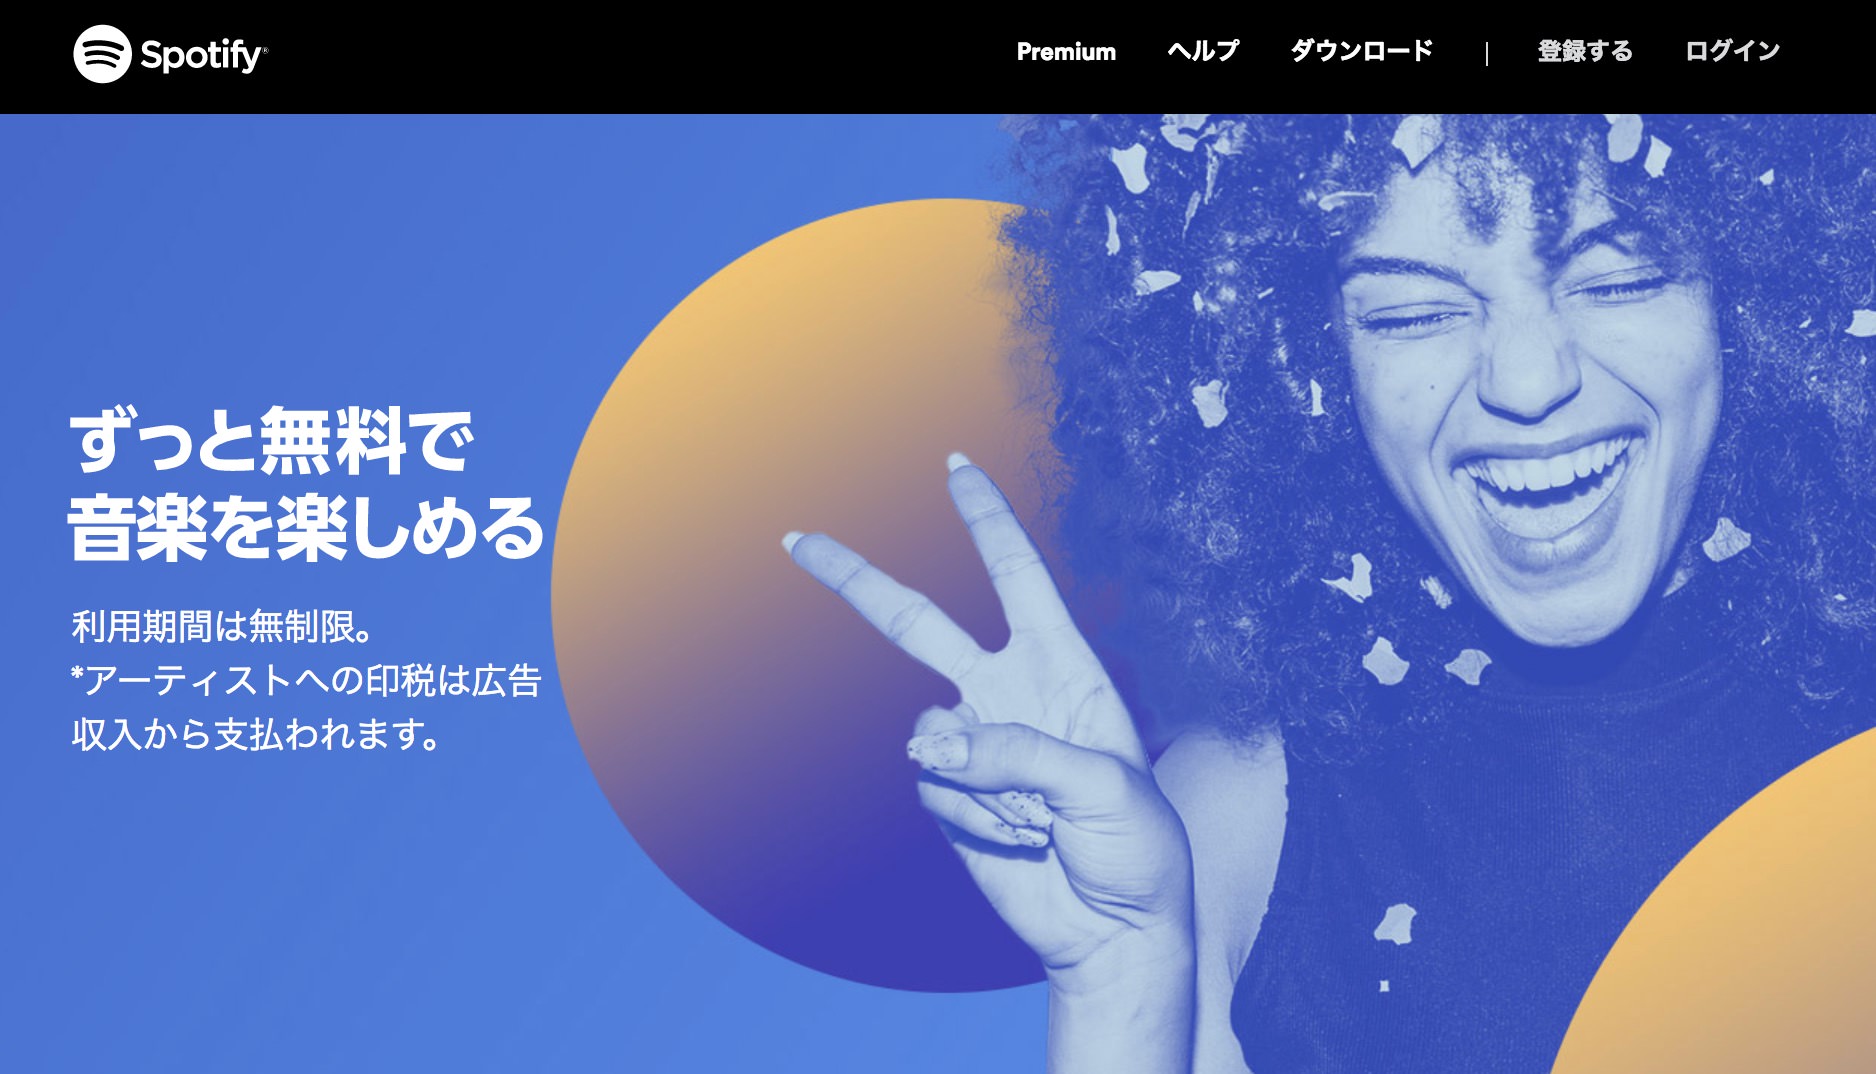 Spotify®
Premium ヘルプ ダウンロード | 登録する ログイン
ずっと無料で
音楽を楽しめる
利用期間は無制限。
*アーティストへの印税は広告
収入から支払われます。